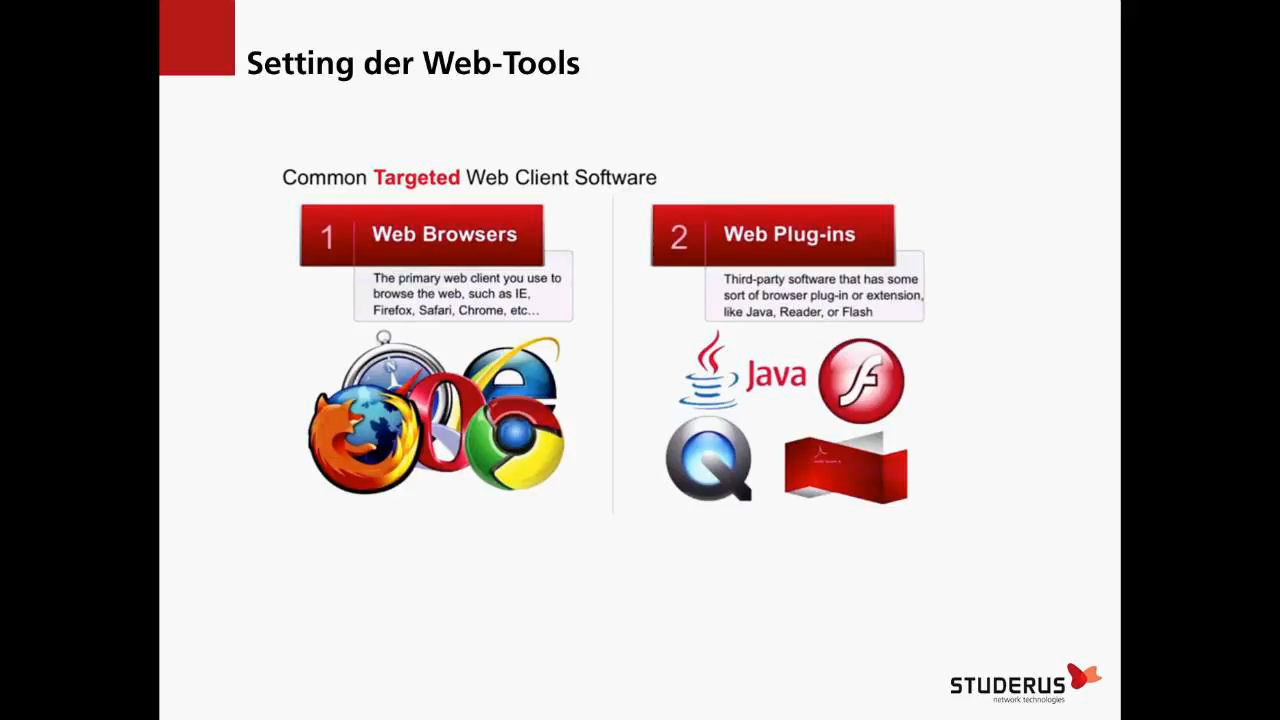 Setting der Web-Tools
Common Targeted Web Client Software
1 Web Browsers
The primary web client you use to
browse the web, such as IE,
Firefox, Safari, Chrome, etc...
2 Web Plug-ins
Third-party software that has some
sort of browser plug-in or extension,
like Java, Reader, or Flash
Java
STUDERUS
network technologies